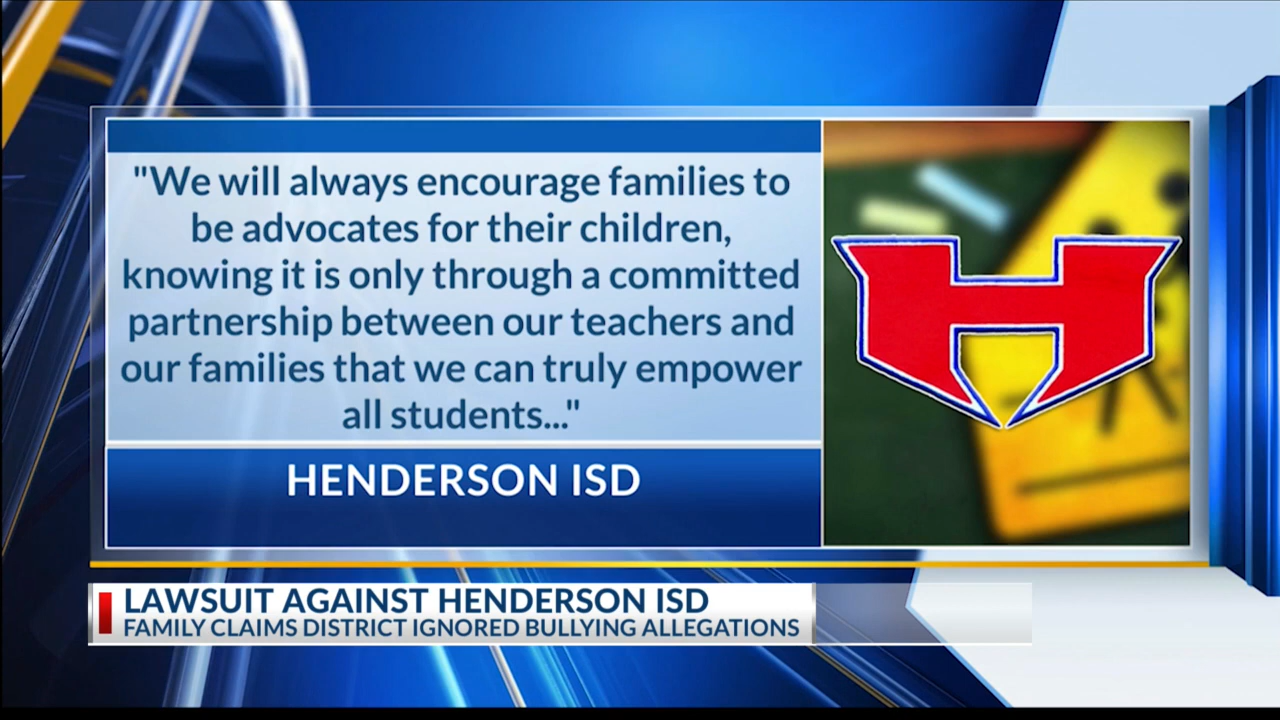 "We will always encourage families to
be advocates for their children,
knowing it is only through a committed
partnership between our teachers and
our families that we can truly empower
all students..."
HENDERSON ISD
H
LAWSUIT AGAINST HENDERSON ISD
FAMILY CLAIMS DISTRICT IGNORED BULLYING ALLEGATIONS